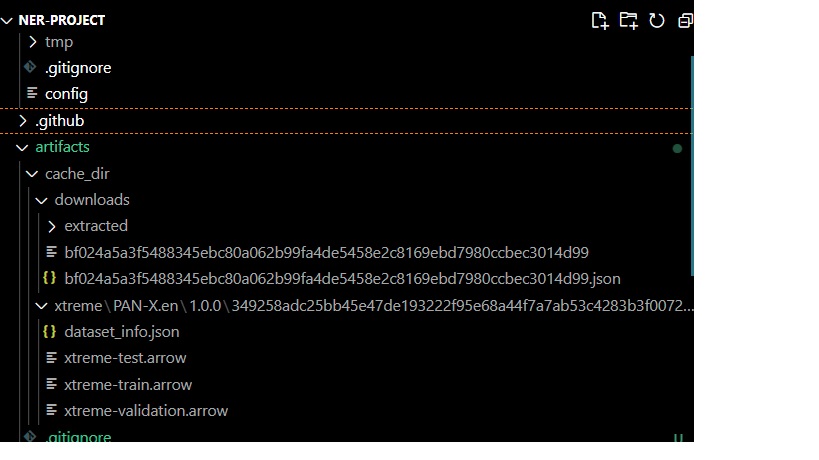 NER-PROJECT
tmp
.gitignore
config
.github
artifacts
cache_dir
downloads
extracted
bf024a5a3f5488345ebc80a062b99fa4de5458e2c8169ebd7980ccbec3014d99
bf024a5a3f5488345ebc80a062b99fa4de5458e2c8169ebd7980ccbec3014d99.json
xtreme\PAN-X.en\1.0.0\349258adc25bb45e47de193222f95e68a44f7a7ab53c4283b3f0072...
dataset_info.json
xtreme-test.arrow
xtreme-train.arrow
xtreme-validation.arrow
.gitignore U